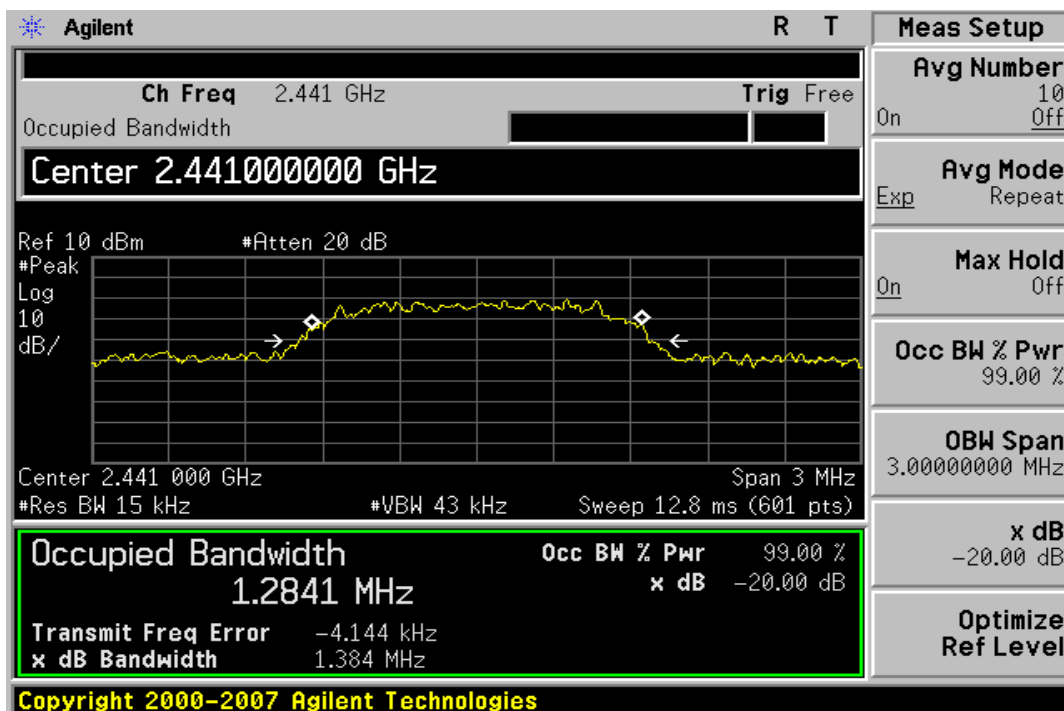 Agilent R T
Ch Freq 2.441 GHz Trig Free
Occupied Bandwidth
Center 2.441000000 GHz
Ref 10 dBm #Atten 20 dB
#Peak
Log
10
dB/
Center 2.441 000 GHz Span 3 MHz
#Res BW 15 kHz #VBW 43 kHz Sweep 12.8 ms (601 pts)
Occupied Bandwidth Occ BW % Pwr 99.00 %
1.2841 MHz x dB -20.00 dB
Transmit Freq Error -4.144 kHz
x dB Bandwidth 1.384 MHz
Copyright 2000-2007 Agilent Technologies
Meas Setup
Avg Number
10
On Off
Avg Mode
Exp Repeat
Max Hold
On Off
Occ BW % Pwr
99.00 %
OBW Span
3.00000000 MHz
x dB
-20.00 dB
Optimize
Ref Level